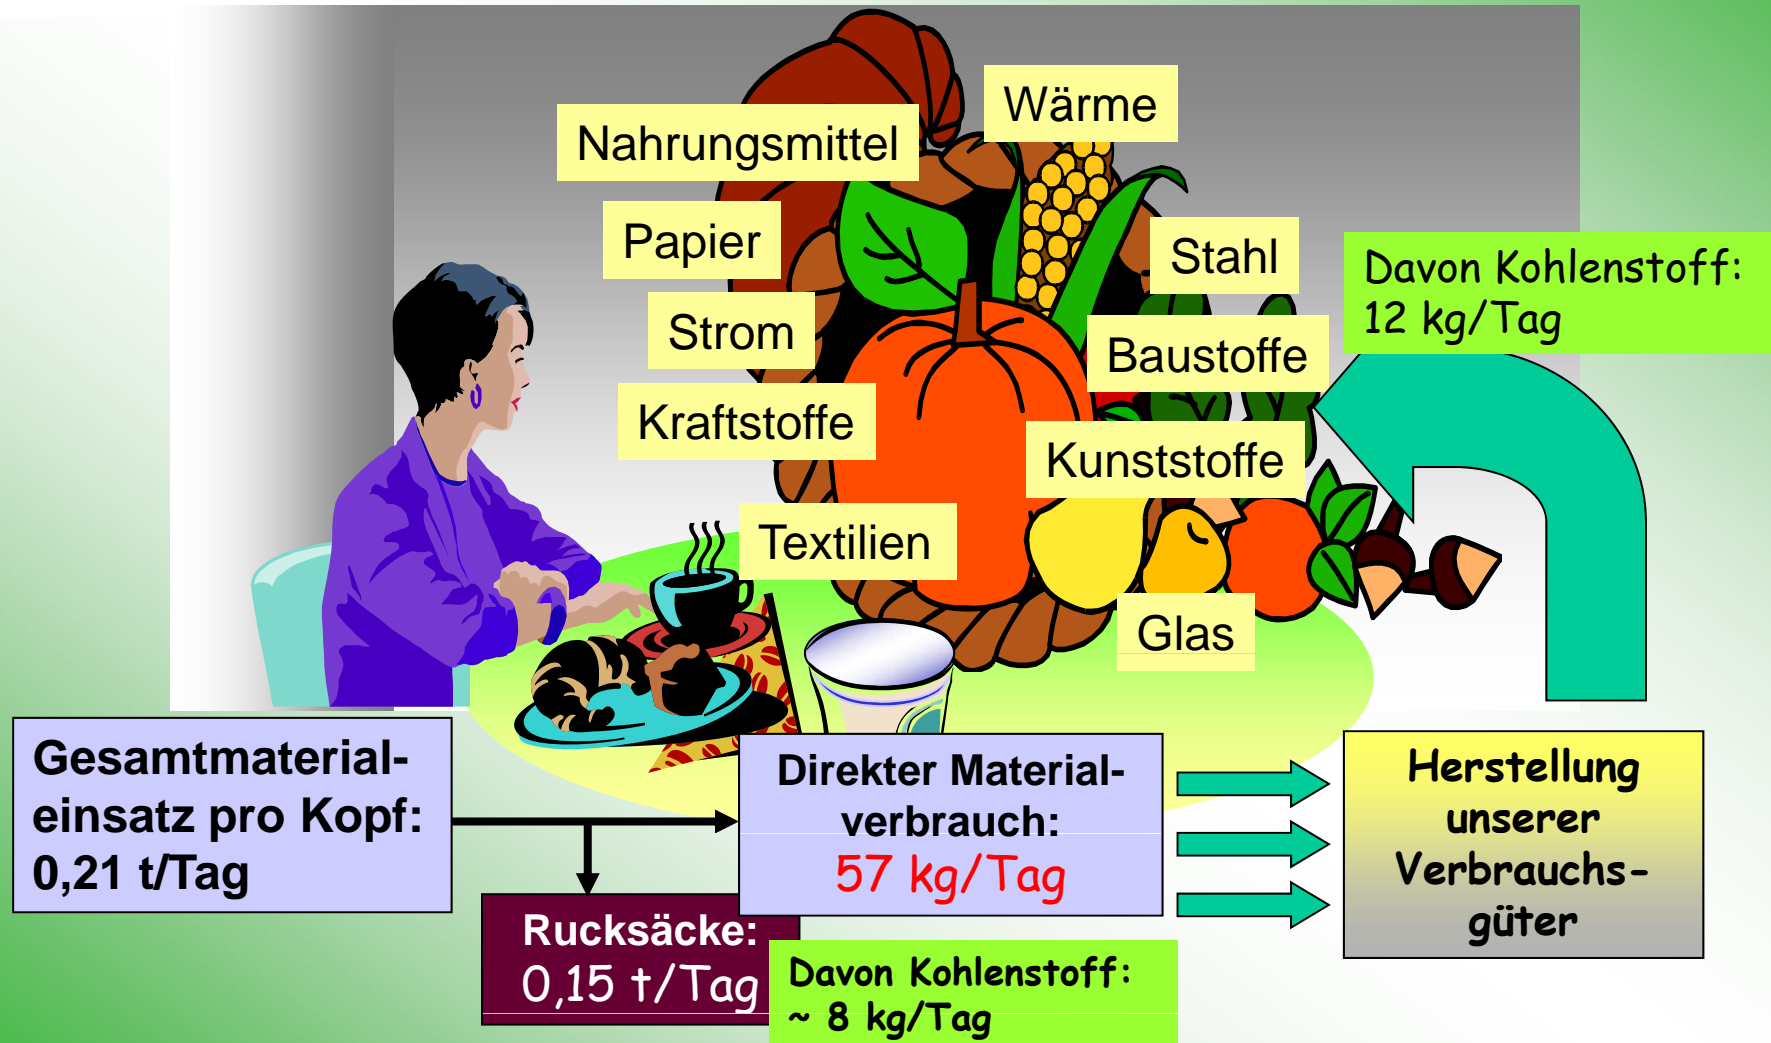 Wärme
Nahrungsmittel
Papier
Stahl
Davon Kohlenstoff:
12 kg/Tag
Strom
Baustoffe
Kraftstoffe
Kunststoffe
Textilien
Glas
Gesamtmaterial-
einsatz pro Kopf:
0,21 t/Tag
Direkter Material-
verbrauch:
57 kg/Tag
Herstellung
unserer
Verbrauchs-
güter
Rucksäcke:
0,15 t/Tag
Davon Kohlenstoff:
~ 8 kg/Tag